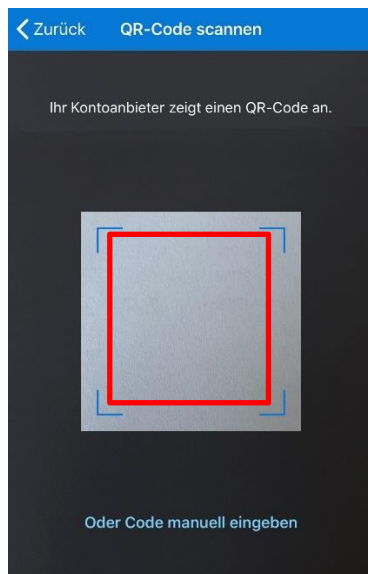 Zurück QR-Code scannen
Ihr Kontoanbieter zeigt einen QR-Code an.
Oder Code manuell eingeben